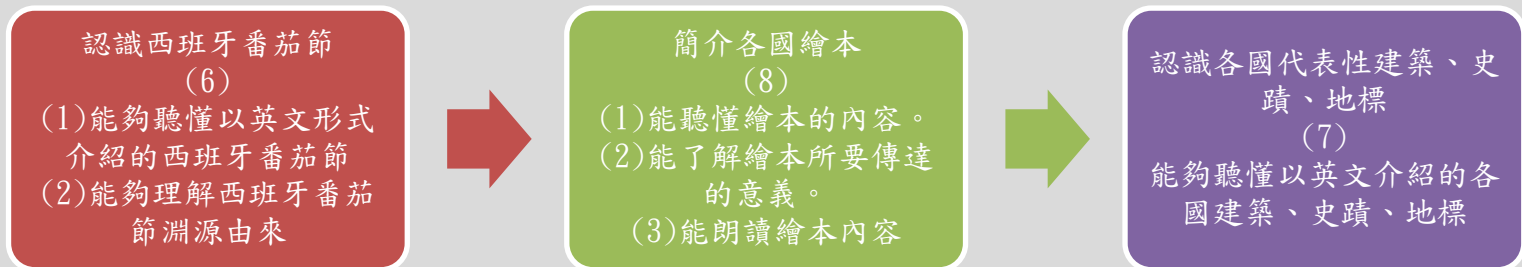 認識西班牙番茄節
(6)
(1)能夠聽懂以英文形式
介紹的西班牙番茄節
(2)能夠理解西班牙番茄
節淵源由來
簡介各國繪本
(8)
(1)能聽懂繪本的內容。
(2)能了解繪本所要傳達
的意義。
(3)能朗讀繪本內容
認識各國代表性建築、史
蹟、地標
(7)
能夠聽懂以英文介紹的各
國建築、史蹟、地標